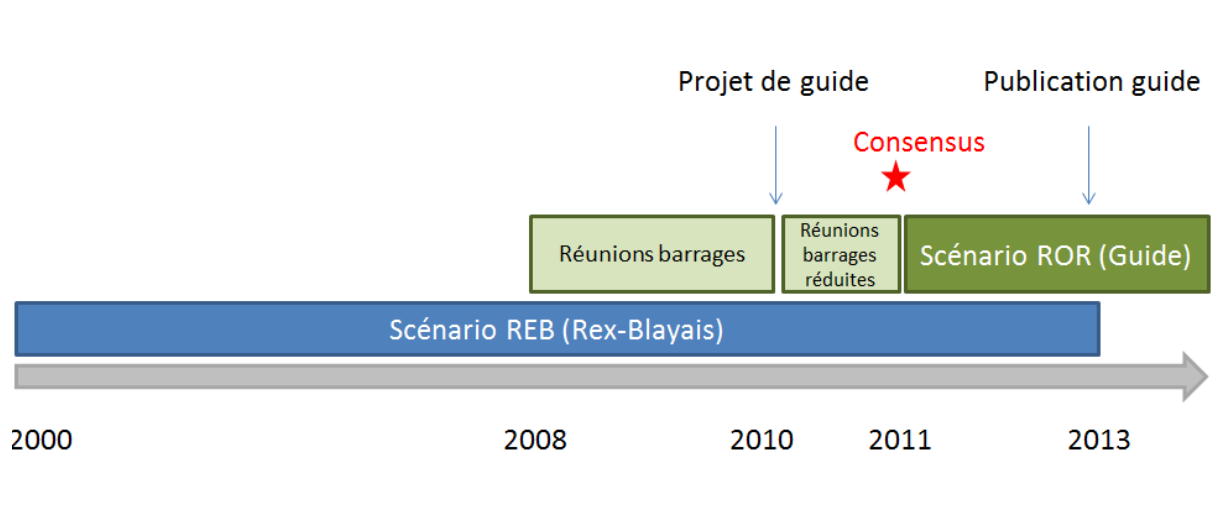 Projet de guide
Publication guide
Consensus
Réunions barrages
Réunions
barrages
réduites
Scénario ROR (Guide)
Scénario REB (Rex-Blayais)
2000
2008
2010
2011
2013